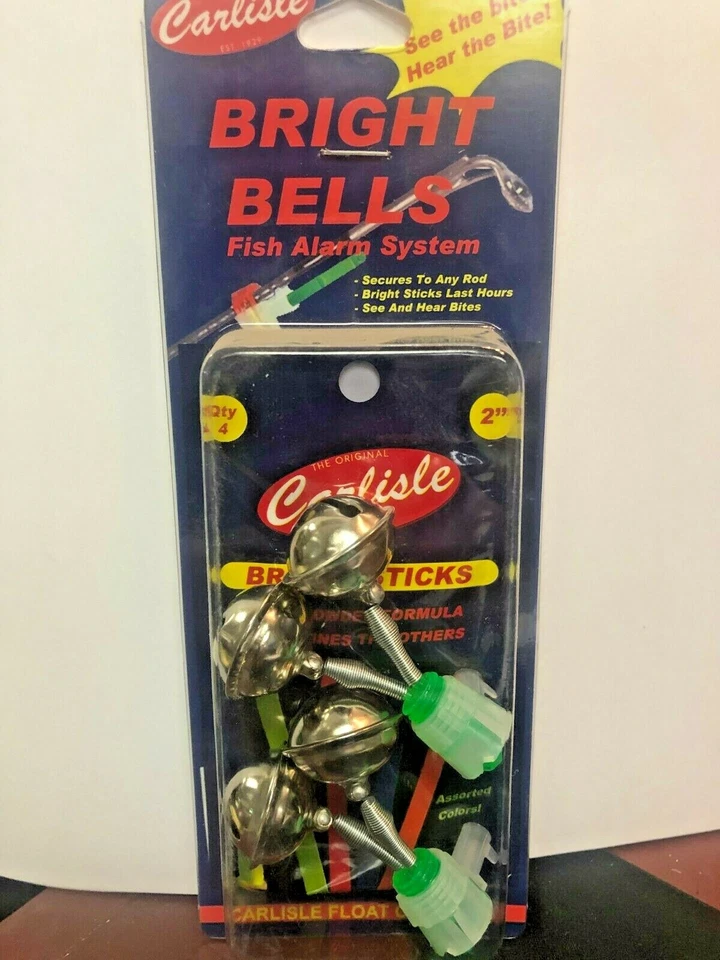 Carlisle
EST. 1929
See the bite!
Hear the Bite!
BRIGHT
BELLS
Fish Alarm System
- Secures To Any Rod
- Bright Sticks Last Hours
- See And Hear Bites
Qty
4
2"
THE ORIGINAL
Carlisle
BR STICKS
FORMULA
OTHERS
Assorted
Colors!
CARLISLE FLOAT